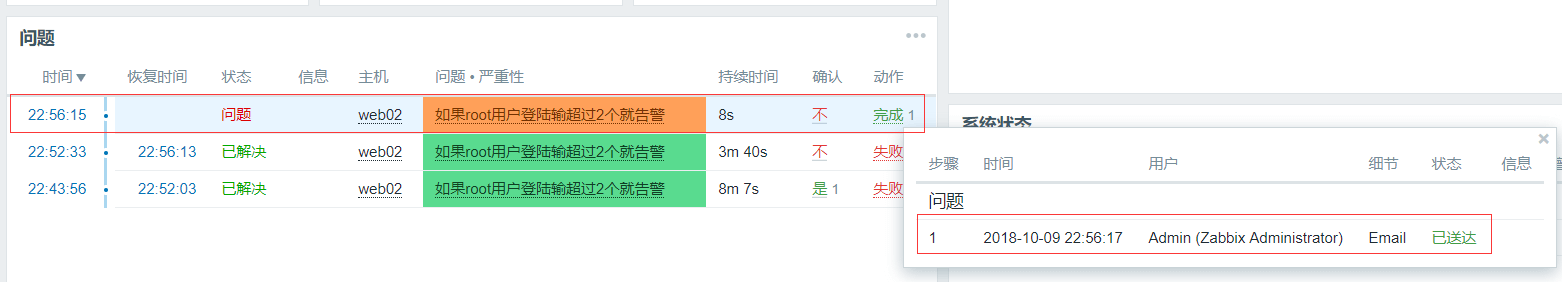 问题
时间 恢复时间 状态 信息 主机 问题 • 严重性 持续时间 确认 动作
22:56:15 问题 web02 如果root用户登陆输超过2个就告警 8s 不 完成 1
22:52:33 22:56:13 已解决 web02 如果root用户登陆输超过2个就告警 3m 40s 不 失败
22:43:56 22:52:03 已解决 web02 如果root用户登陆输超过2个就告警 8m 7s 是 1 失败
系统状态
步骤 时间 用户 细节 状态 信息
问题
1 2018-10-09 22:56:17 Admin (Zabbix Administrator) Email 已送达